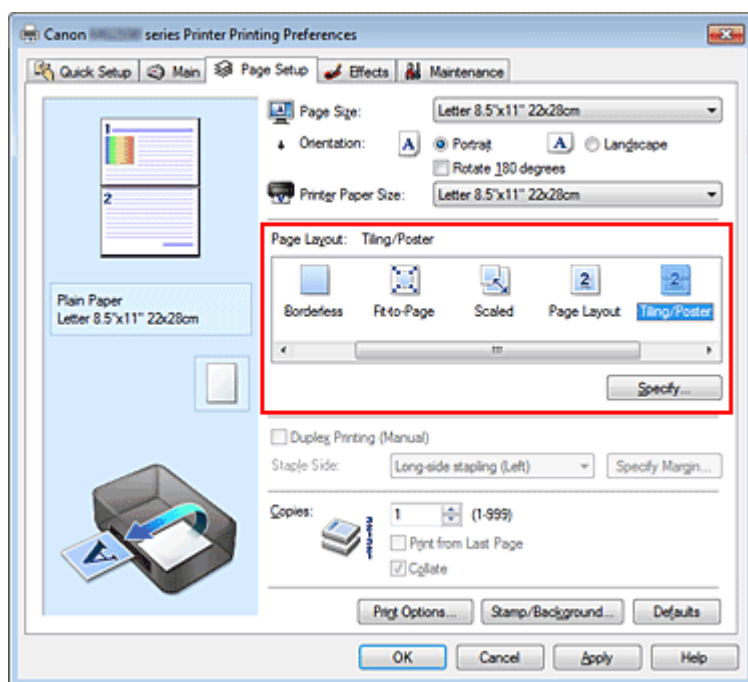 Canon series Printer Printing Preferences
Quick Setup Main Page Setup Effects Maintenance
Page Size: Letter 8.5"x11" 22x28cm
Orientation: A Portrait A Landscape
Rotate 180 degrees
Printer Paper Size: Letter 8.5"x11" 22x28cm
1
2
Page Layout: Tiling/Poster
2 2
Borderless Fit-to-Page Scaled Page Layout Tiling/Poster
Plain Paper
Letter 8.5"x11" 22x28cm
Specify...
Duplex Printing (Manual)
Staple Side: Long-side stapling (Left) Specify Margin...
Copies: 1 (1-999)
Print from Last Page
Collate
A
Print Options... Stamp/Background... Defaults
OK Cancel Apply Help